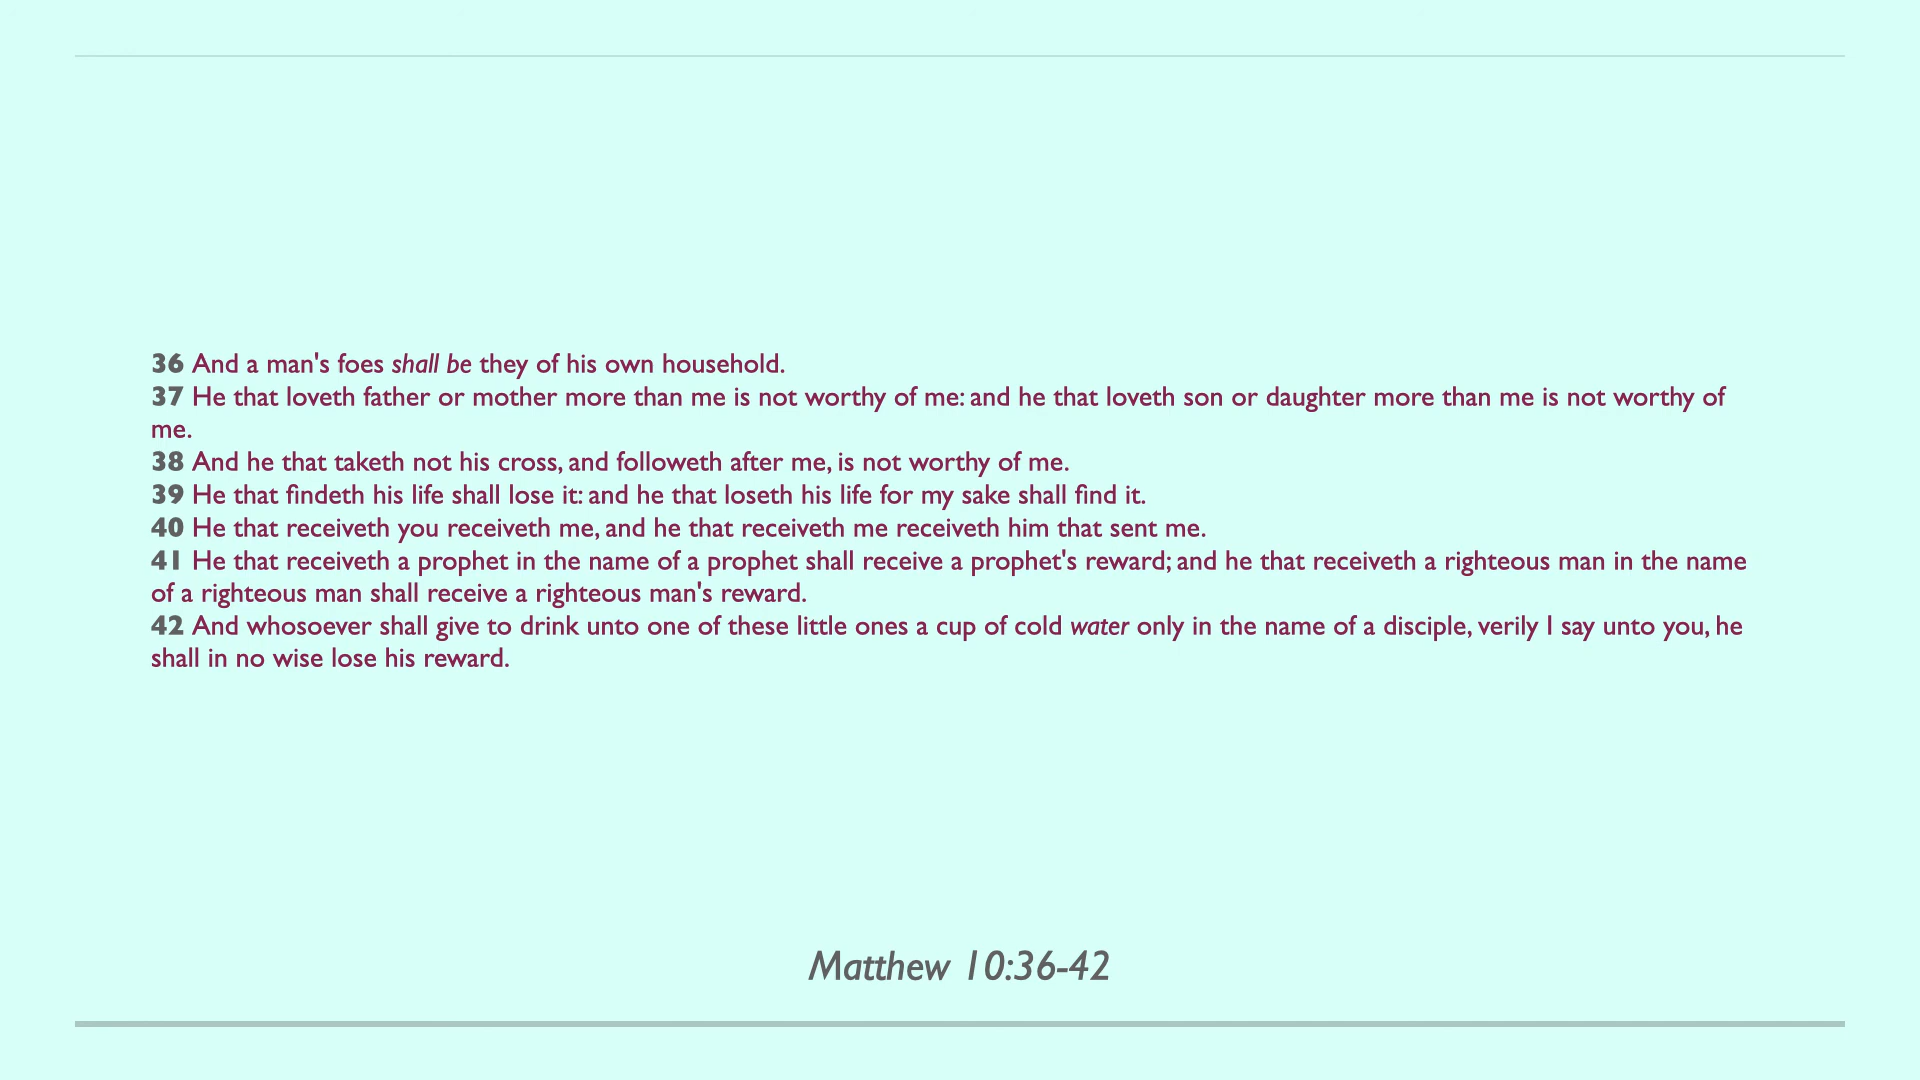 36 And a man's foes shall be they of his own household.
37 He that loveth father or mother more than me is not worthy of me: and he that loveth son or daughter more than me is not worthy of
me.
38 And he that taketh not his cross, and followeth after me, is not worthy of me.
39 He that findeth his life shall lose it: and he that loseth his life for my sake shall find it.
40 He that receiveth you receiveth me, and he that receiveth me receiveth him that sent me.
41 He that receiveth a prophet in the name of a prophet shall receive a prophet's reward; and he that receiveth a righteous man in the name
of a righteous man shall receive a righteous man's reward.
42 And whosoever shall give to drink unto one of these little ones a cup of cold water only in the name of a disciple, verily I say unto you, he
shall in no wise lose his reward.
Matthew 10:36-42